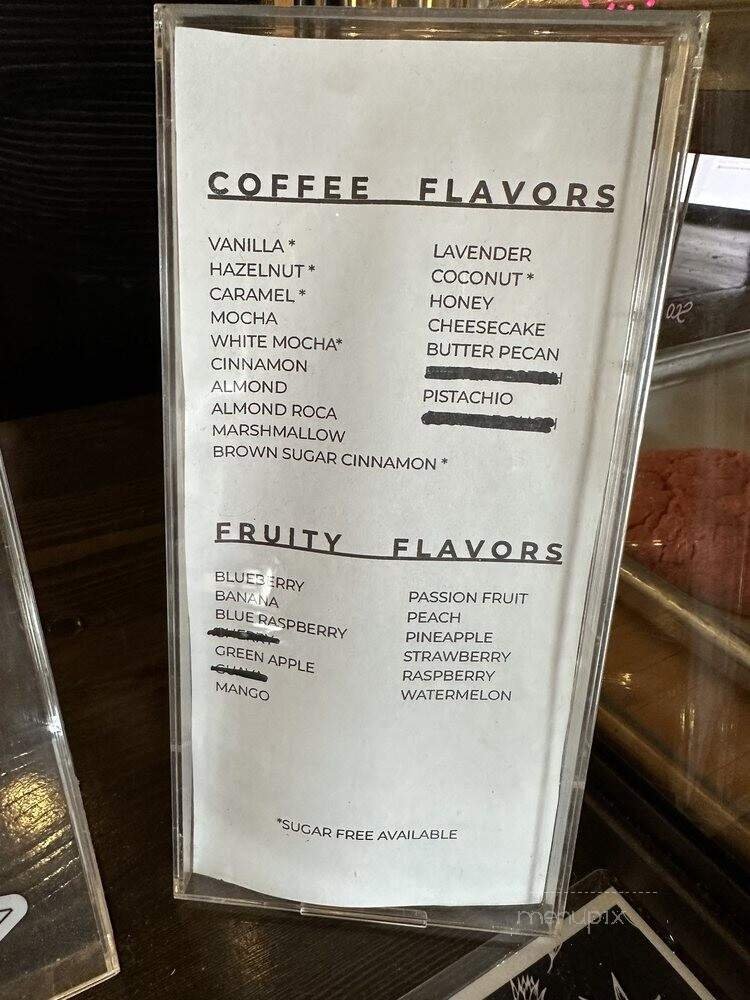 COFFEE FLAVORS
VANILLA *
HAZELNUT *
CARAMEL *
MOCHA
WHITE MOCHA*
CINNAMON
ALMOND
ALMOND ROCA
MARSHMALLOW
BROWN SUGAR CINNAMON *
LAVENDER
COCONUT *
HONEY
CHEESECAKE
BUTTER PECAN
PISTACHIO
FRUITY FLAVORS
BLUEBERRY
BANANA
BLUE RASPBERRY
CHERRY
GREEN APPLE
GUAVA
MANGO
PASSION FRUIT
PEACH
PINEAPPLE
STRAWBERRY
RASPBERRY
WATERMELON
*SUGAR FREE AVAILABLE
menupix